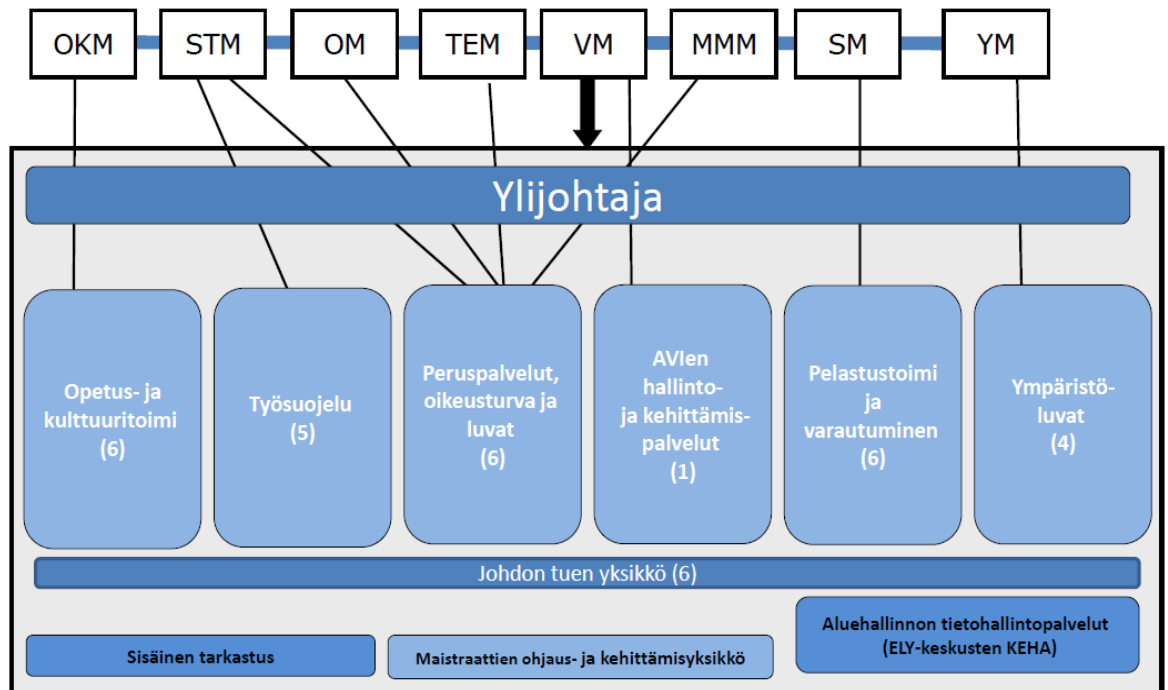 OKM
STM
OM
TEM
VM
MMM
SM
YM
Ylijohtaja
Opetus- ja
kulttuuritoimi
(6)
Työsuojelu
(5)
Peruspalvelut,
oikeusturva ja
luvat
(6)
AVIen
hallinto-
ja kehittämis-
palvelut
(1)
Pelastustoimi
ja
varautuminen
(6)
Ympäristö-
luvat
(4)
Johdon tuen yksikkö (6)
Sisäinen tarkastus
Maistraattien ohjaus- ja kehittämisyksikkö
Aluehallinnon tietohallintopalvelut
(ELY-keskusten KEHA)